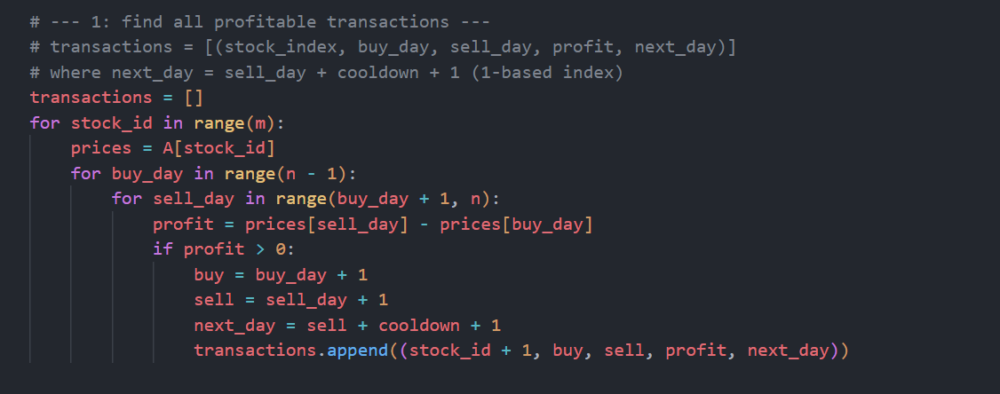 # --- 1: find all profitable transactions ---
# transactions = [(stock_index, buy_day, sell_day, profit, next_day)]
# where next_day = sell_day + cooldown + 1 (1-based index)
transactions = []
for stock_id in range(m):
    prices = A[stock_id]
    for buy_day in range(n - 1):
        for sell_day in range(buy_day + 1, n):
            profit = prices[sell_day] - prices[buy_day]
            if profit > 0:
                buy = buy_day + 1
                sell = sell_day + 1
                next_day = sell + cooldown + 1
                transactions.append((stock_id + 1, buy, sell, profit, next_day))